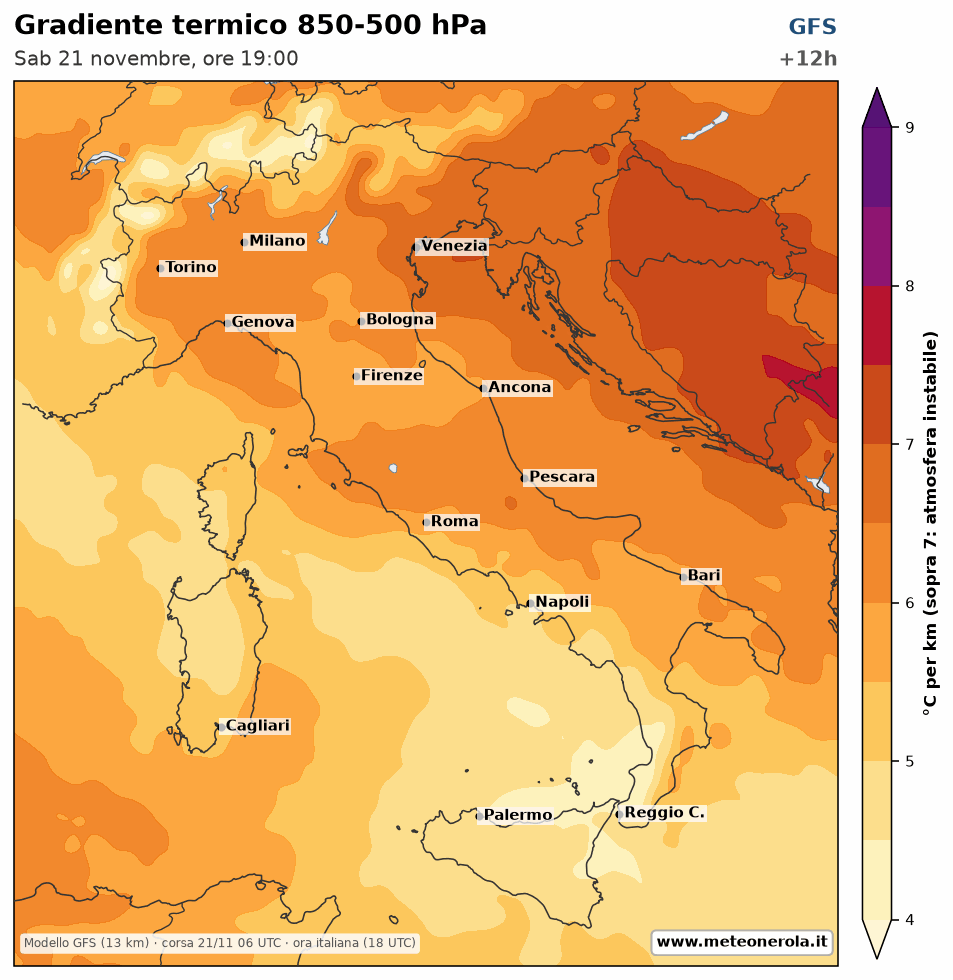 Gradiente termico 850-500 hPa
GFS
Sab 21 novembre, ore 19:00
+12h
Milano
Venezia
Torino
Genova
Bologna
Firenze
Ancona
Pescara
Roma
Bari
Napoli
Cagliari
Palermo
Reggio C.
9
8
7
6
5
4
°C per km (sopra 7: atmosfera instabile)
Modello GFS (13 km) · corsa 21/11 06 UTC · ora italiana (18 UTC)
www.meteonerola.it